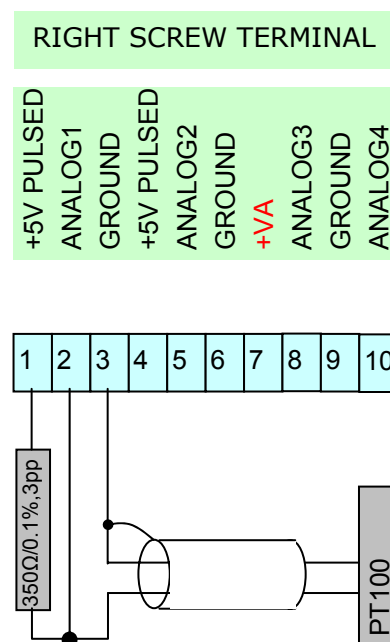 RIGHT SCREW TERMINAL
+5V PULSED
ANALOG1
GROUND
+5V PULSED
ANALOG2
GROUND
+VA
ANALOG3
GROUND
ANALOG4
1 2 3 4 5 6 7 8 9 10
350Ω/0.1%,3pp
PT100